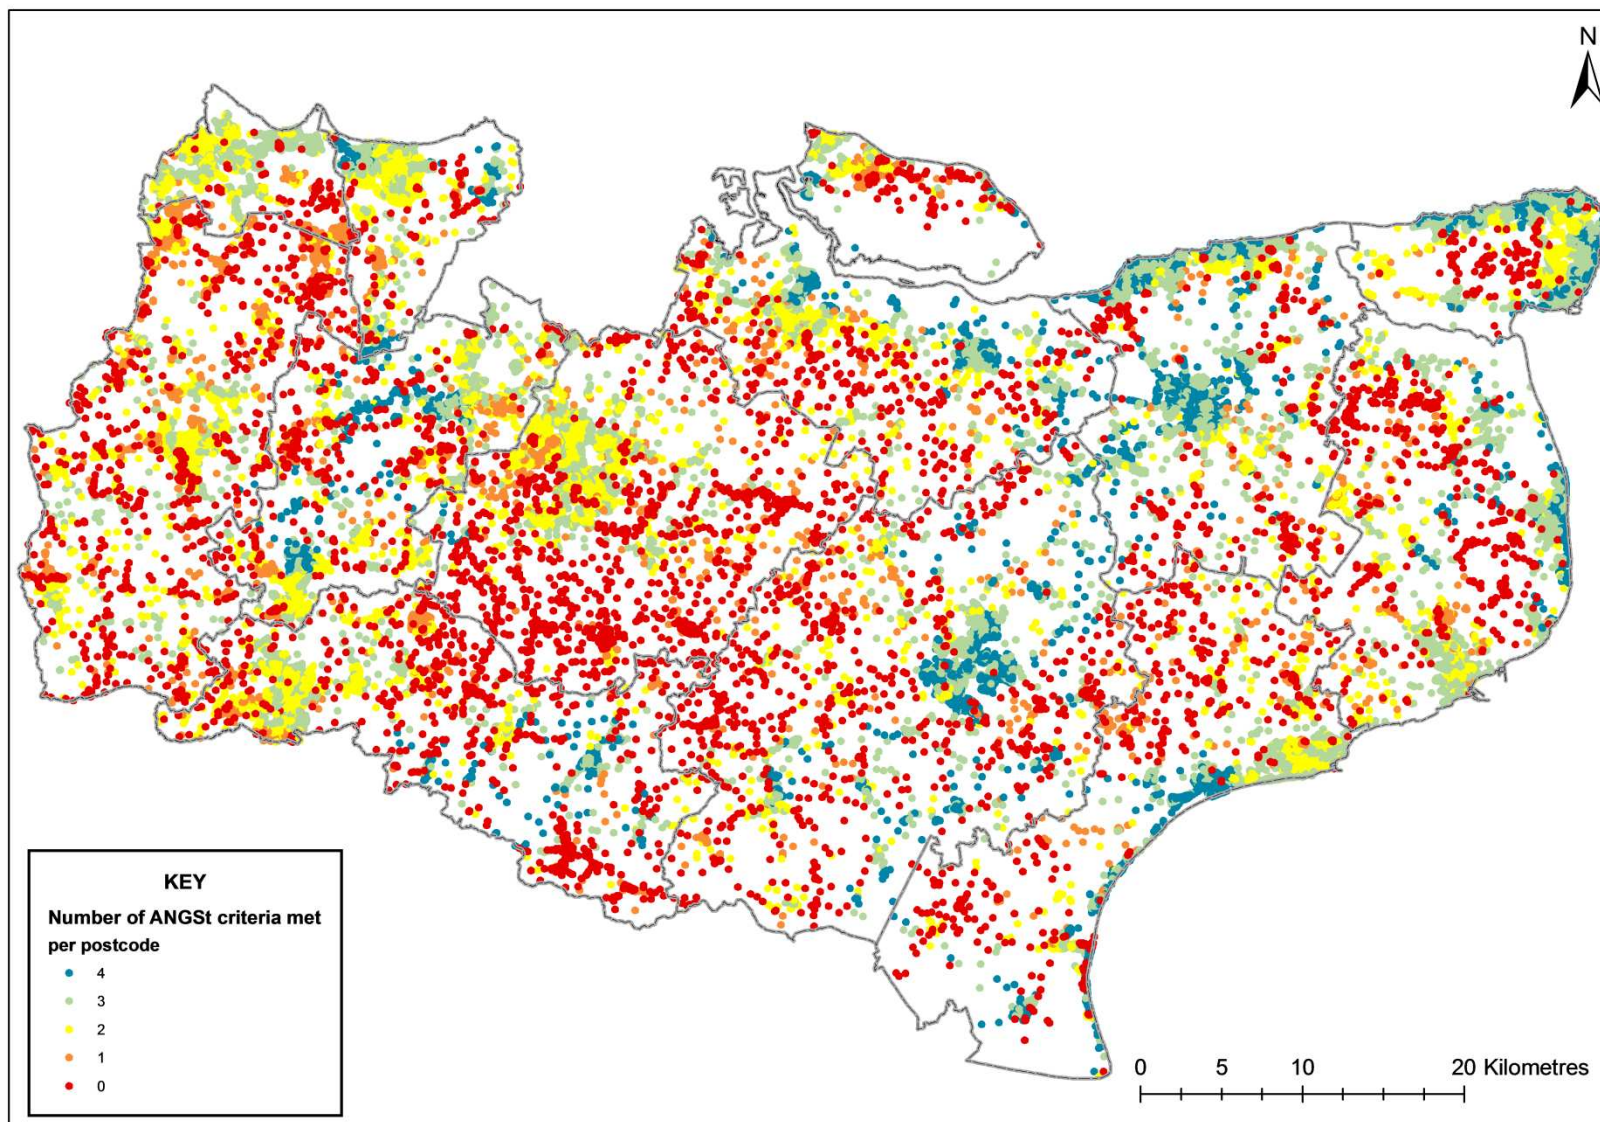 N
KEY
Number of ANGSt criteria met
per postcode
4
3
2
1
0
0 5 10 20 Kilometres